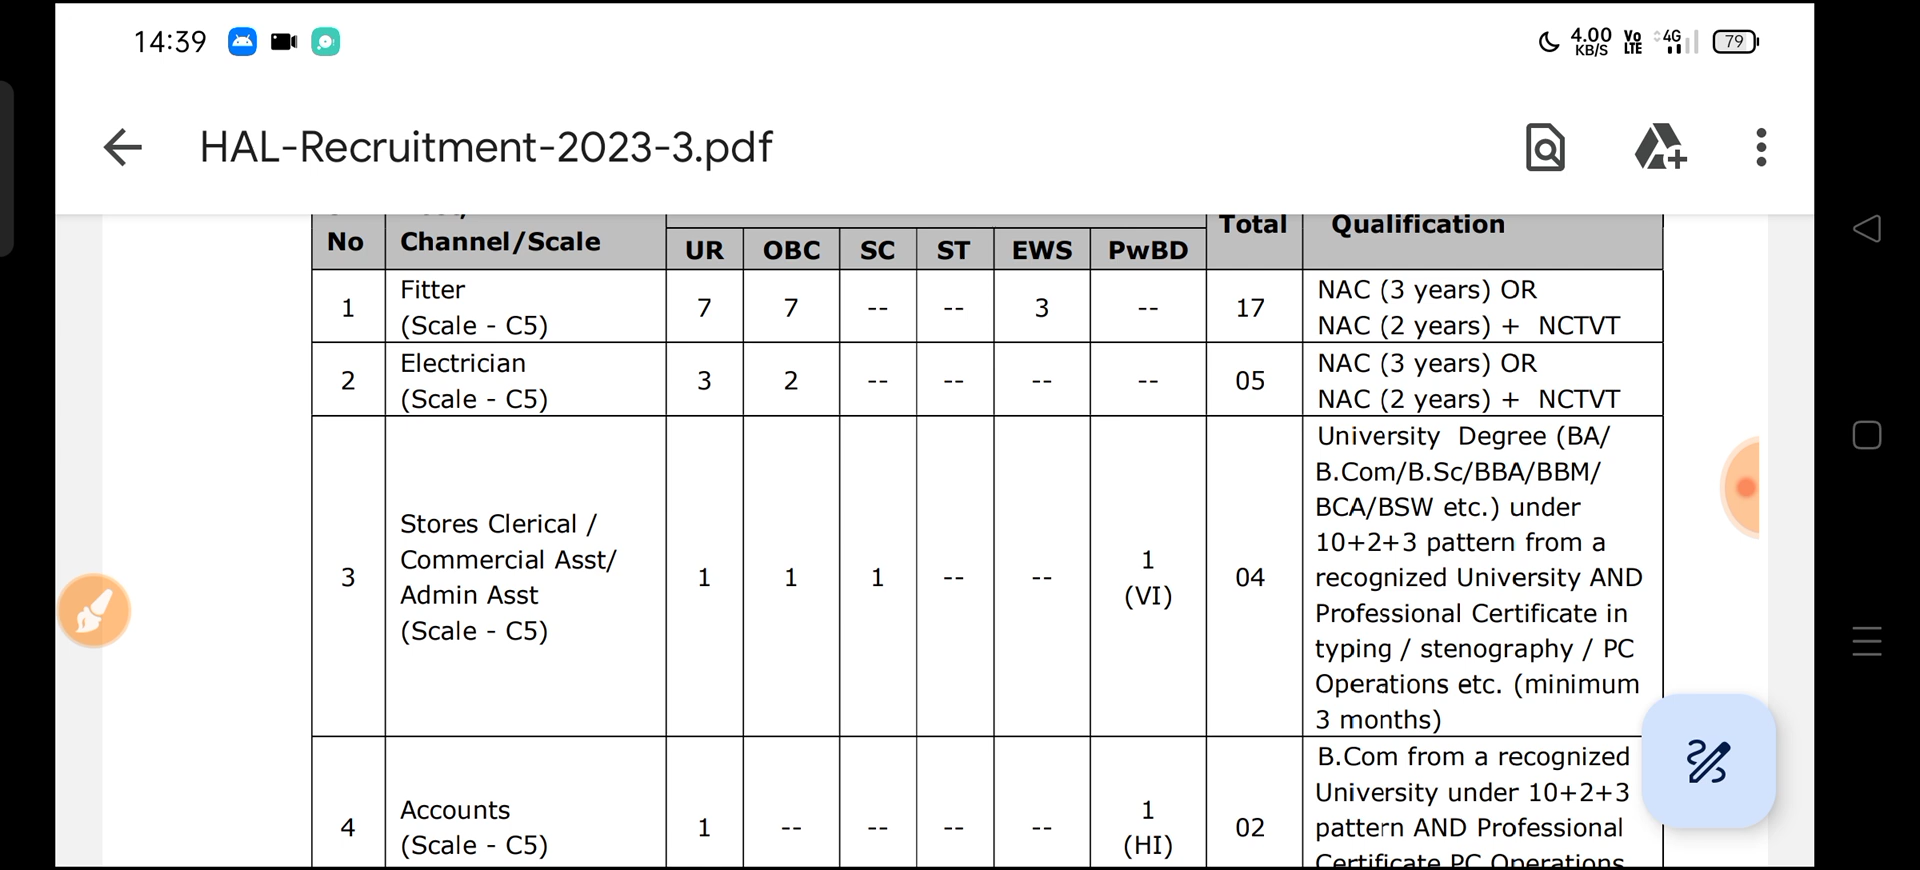 14:39 4.00 KB/S Vo LTE 4G 79
HAL-Recruitment-2023-3.pdf
No Channel/Scale UR OBC SC ST EWS PwBD Total Qualification
1 Fitter (Scale - C5) 7 7 -- -- 3 -- 17 NAC (3 years) OR
NAC (2 years) + NCTVT
2 Electrician (Scale - C5) 3 2 -- -- -- -- 05 NAC (3 years) OR
NAC (2 years) + NCTVT
3 Stores Clerical /
Commercial Asst/
Admin Asst
(Scale - C5)
1 1 1 -- -- 1 (VI) 04
University Degree (BA/
B.Com/B.Sc/BBA/BBM/
BCA/BSW etc.) under
10+2+3 pattern from a
recognized University AND
Professional Certificate in
typing / stenography / PC
Operations etc. (minimum
3 months)
4 Accounts
(Scale - C5)
1 -- -- -- -- 1 (HI) 02
B.Com from a recognized
University under 10+2+3
pattern AND Professional
Certificate PC Operations